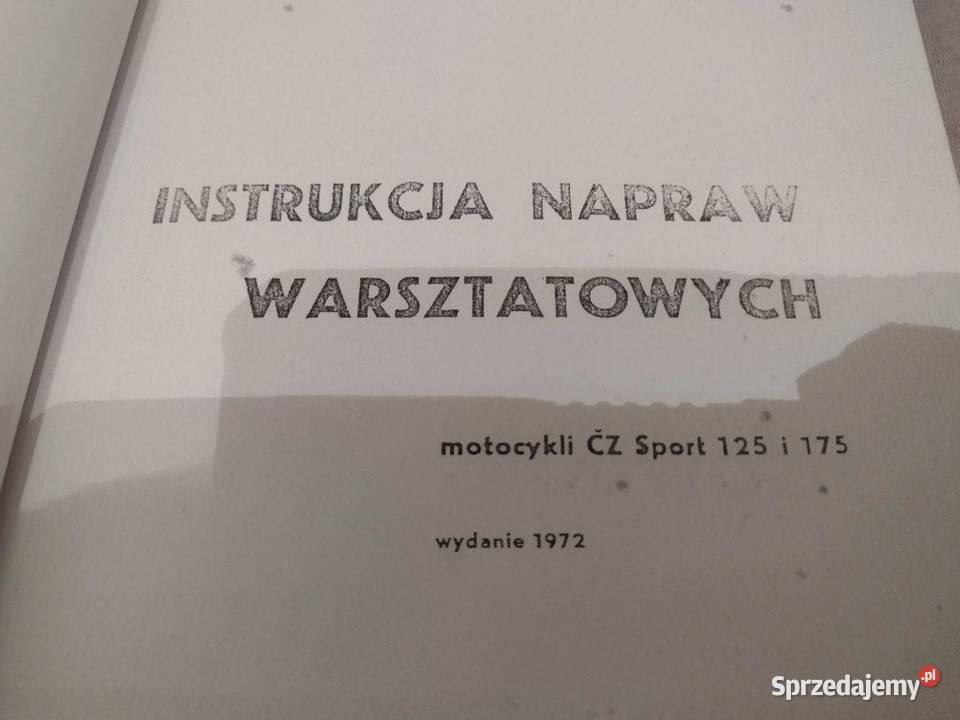 INSTRUKCJA NAPRAW
WARSZTATOWYCH
motocykli ČZ Sport 125 i 175
wydanie 1972
Sprzedajemy.pl